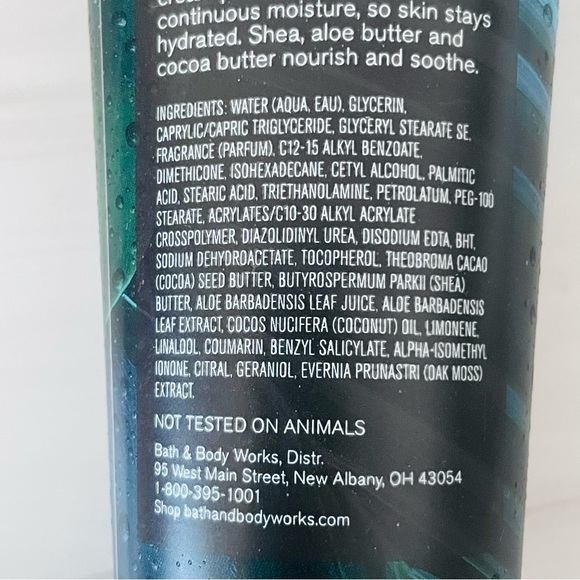 continuous moisture, so skin stays
hydrated. Shea, aloe butter and
cocoa butter nourish and soothe.
INGREDIENTS: WATER (AQUA, EAU), GLYCERIN,
CAPRYLIC/CAPRIC TRIGLYCERIDE, GLYCERYL STEARATE SE,
FRAGRANCE (PARFUM), C12-15 ALKYL BENZOATE,
DIMETHICONE, ISOHEXADECANE, CETYL ALCOHOL, PALMITIC
ACID, STEARIC ACID, TRIETHANOLAMINE, PETROLATUM, PEG-100
STEARATE, ACRYLATES/C10-30 ALKYL ACRYLATE
CROSSPOLYMER, DIAZOLIDINYL UREA, DISODIUM EDTA, BHT,
SODIUM DEHYDROACETATE, TOCOPHEROL, THEOBROMA CACAO
(COCOA) SEED BUTTER, BUTYROSPERMUM PARKII (SHEA)
BUTTER, ALOE BARBADENSIS LEAF JUICE, ALOE BARBADENSIS
LEAF EXTRACT, COCOS NUCIFERA (COCONUT) OIL, LIMONENE,
LINALOOL, COUMARIN, BENZYL SALICYLATE, ALPHA-ISOMETHYL
IONONE, CITRAL, GERANIOL, EVERNIA PRUNASTRI (OAK MOSS)
EXTRACT.
NOT TESTED ON ANIMALS
Bath & Body Works, Distr.
95 West Main Street, New Albany, OH 43054
1-800-395-1001
Shop bathandbodyworks.com